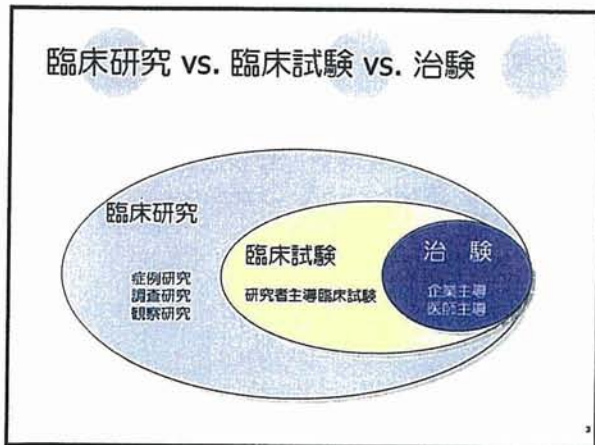 臨床研究 vs. 臨床試験 vs. 治験
臨床研究
症例研究
調査研究
観察研究
臨床試験
研究者主導臨床試験
治 験
企業主導
医師主導
3